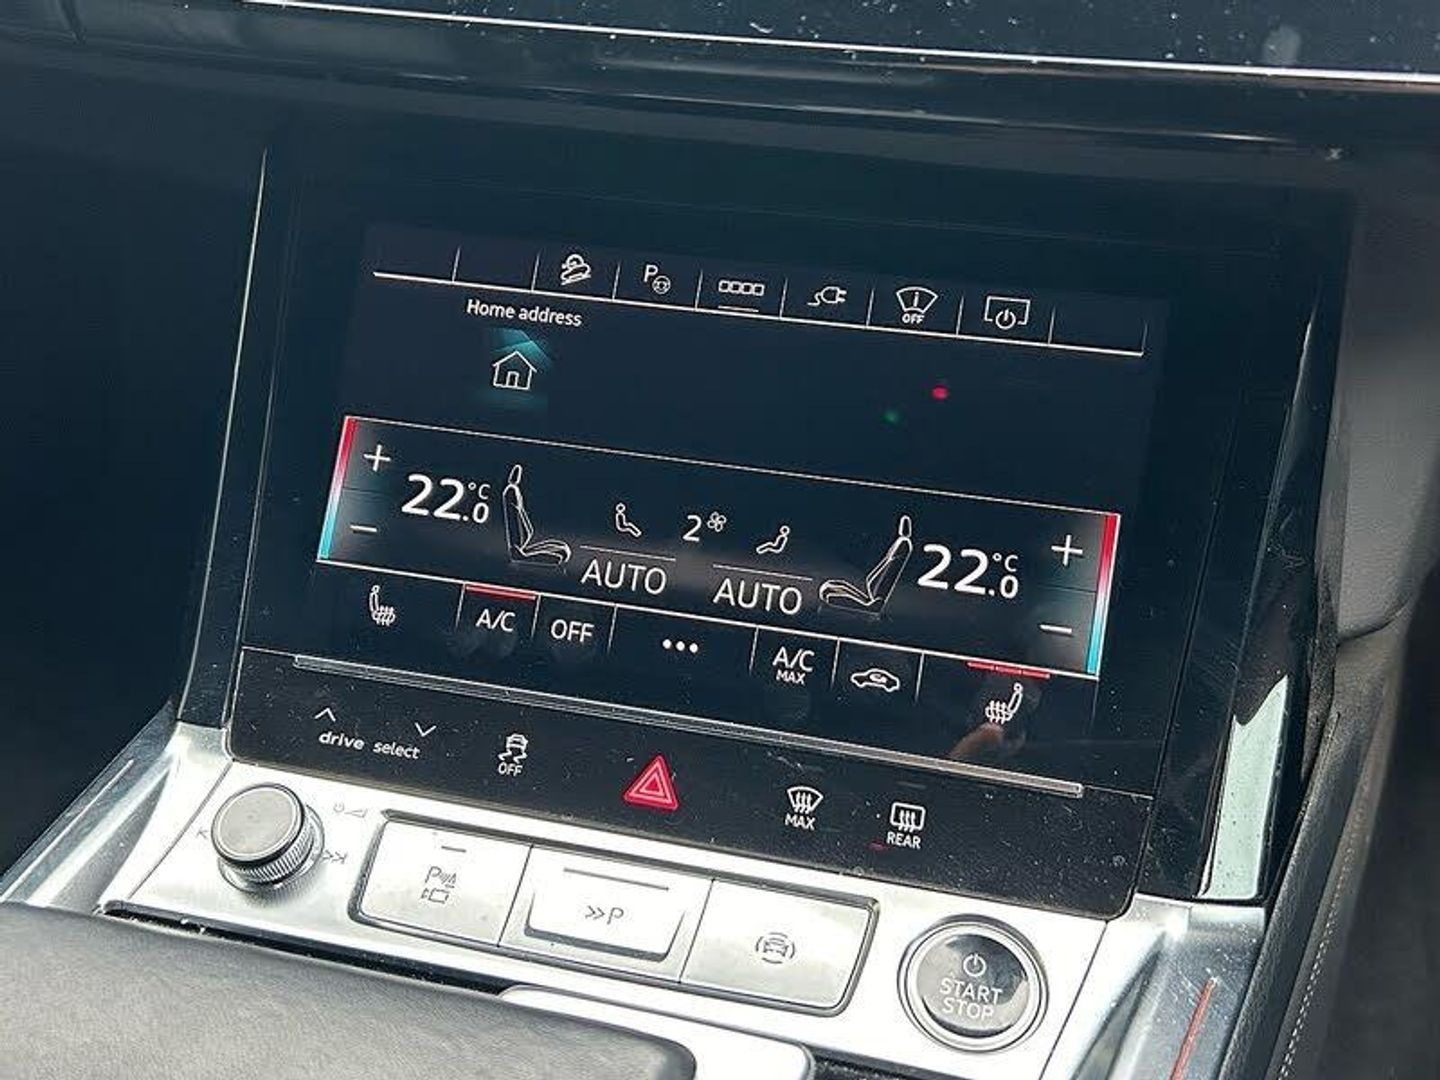 P
OFF
Home address
22.0 °C
2
22.0 °C
AUTO
AUTO
A/C
OFF
A/C
MAX
drive select
OFF
MAX
REAR
P
P
START
STOP